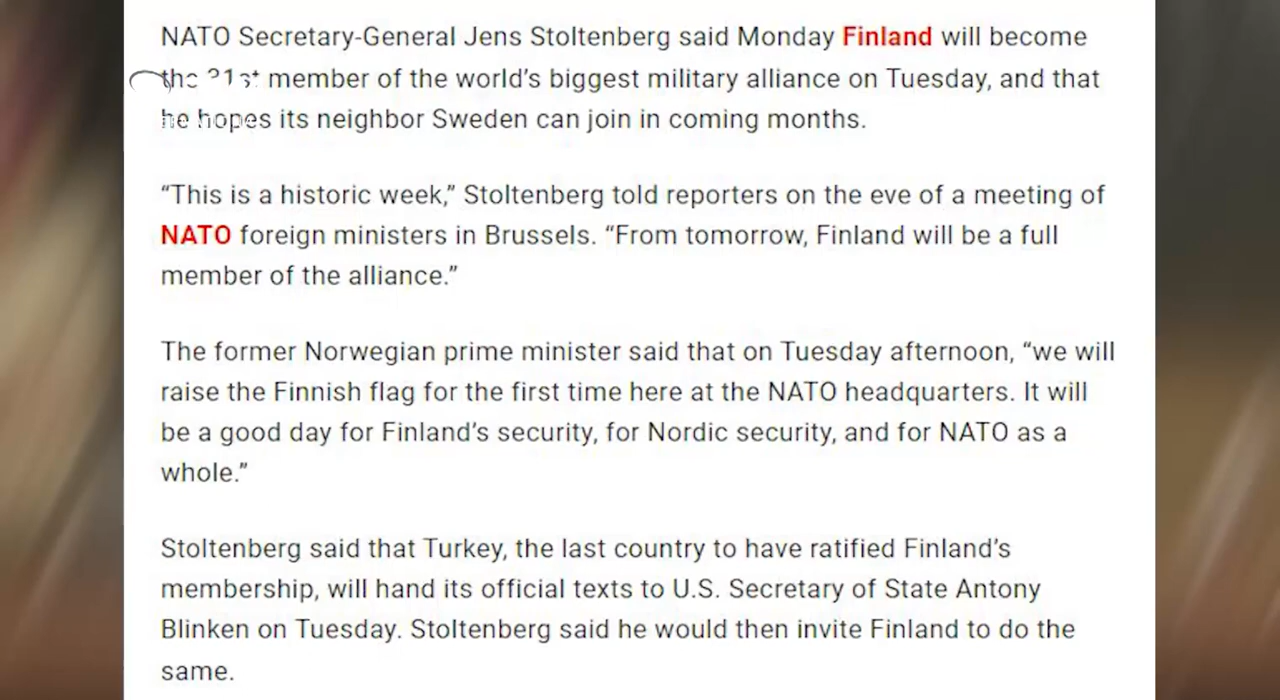 NATO Secretary-General Jens Stoltenberg said Monday Finland will become
the 31st member of the world’s biggest military alliance on Tuesday, and that
he hopes its neighbor Sweden can join in coming months.
“This is a historic week,” Stoltenberg told reporters on the eve of a meeting of
NATO foreign ministers in Brussels. “From tomorrow, Finland will be a full
member of the alliance.”
The former Norwegian prime minister said that on Tuesday afternoon, “we will
raise the Finnish flag for the first time here at the NATO headquarters. It will
be a good day for Finland’s security, for Nordic security, and for NATO as a
whole.”
Stoltenberg said that Turkey, the last country to have ratified Finland’s
membership, will hand its official texts to U.S. Secretary of State Antony
Blinken on Tuesday. Stoltenberg said he would then invite Finland to do the
same.